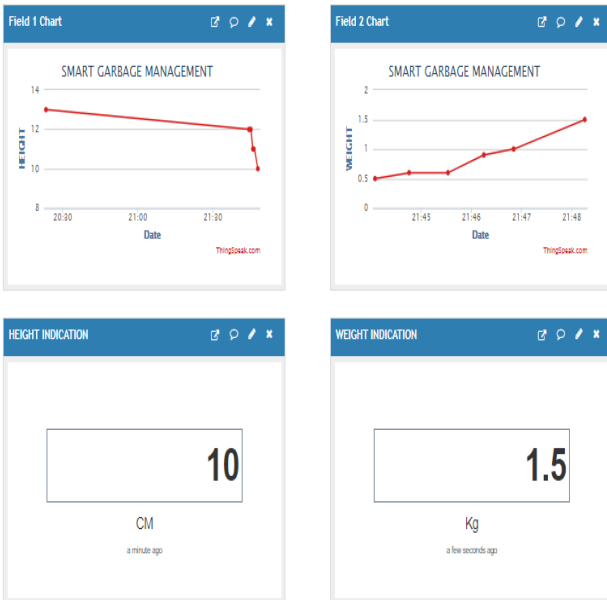 Field 1 Chart
SMART GARBAGE MANAGEMENT
14
12
10
8
HEIGHT
20:30 21:00 21:30
Date
ThingSpeak.com
Field 2 Chart
SMART GARBAGE MANAGEMENT
2
1.5
1
0.5
0
WEIGHT
21:45 21:46 21:47 21:48
Date
ThingSpeak.com
HEIGHT INDICATION
10
CM
a minute ago
WEIGHT INDICATION
1.5
Kg
a few seconds ago